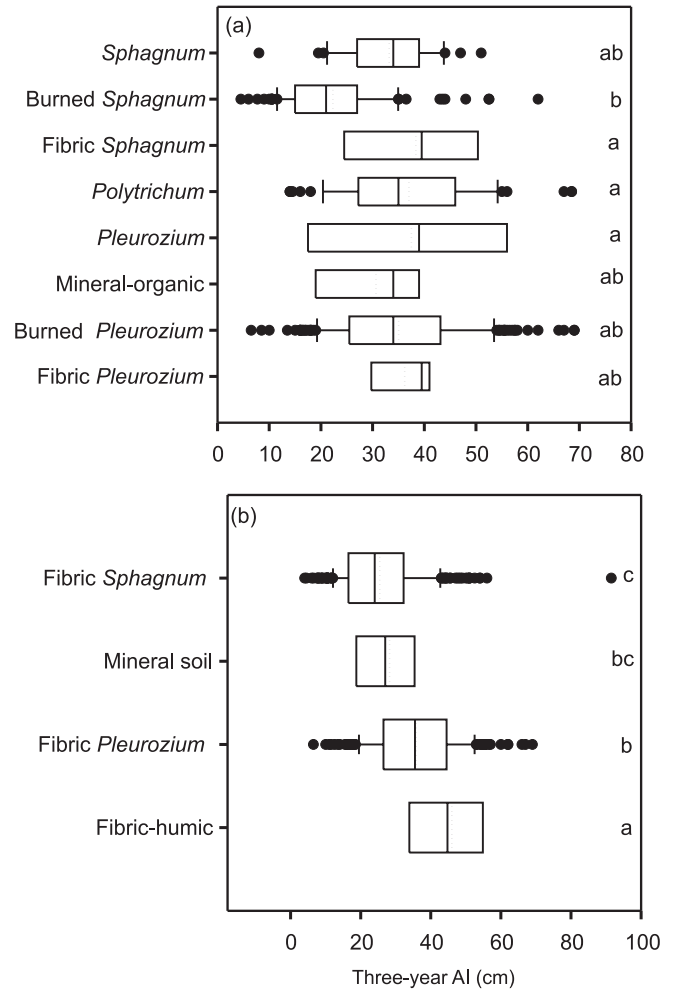 (a)
Sphagnum ab
Burned Sphagnum b
Fibric Sphagnum a
Polytrichum a
Pleurozium a
Mineral-organic ab
Burned Pleurozium ab
Fibric Pleurozium ab
0 10 20 30 40 50 60 70 80
(b)
Fibric Sphagnum c
Mineral soil bc
Fibric Pleurozium b
Fibric-humic a
0 20 40 60 80 100
Three-year AI (cm)